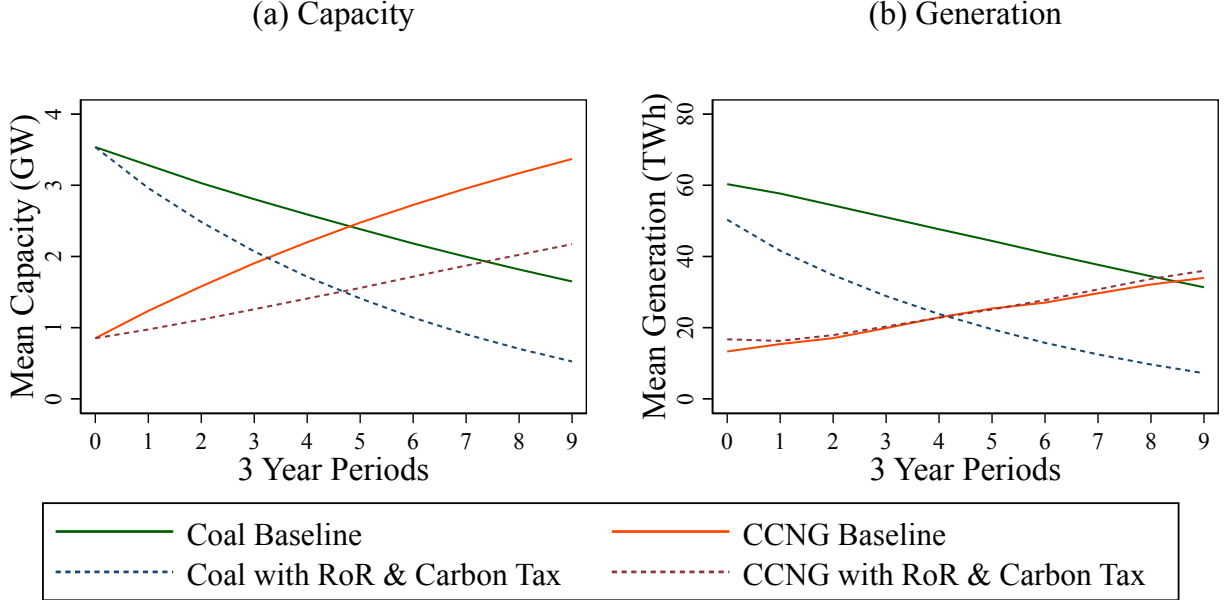 (a) Capacity
Mean Capacity (GW)
4
3
2
1
0
0 1 2 3 4 5 6 7 8 9
3 Year Periods
(b) Generation
Mean Generation (TWh)
80
60
40
20
0
0 1 2 3 4 5 6 7 8 9
3 Year Periods
Coal Baseline
CCNG Baseline
Coal with RoR & Carbon Tax
CCNG with RoR & Carbon Tax